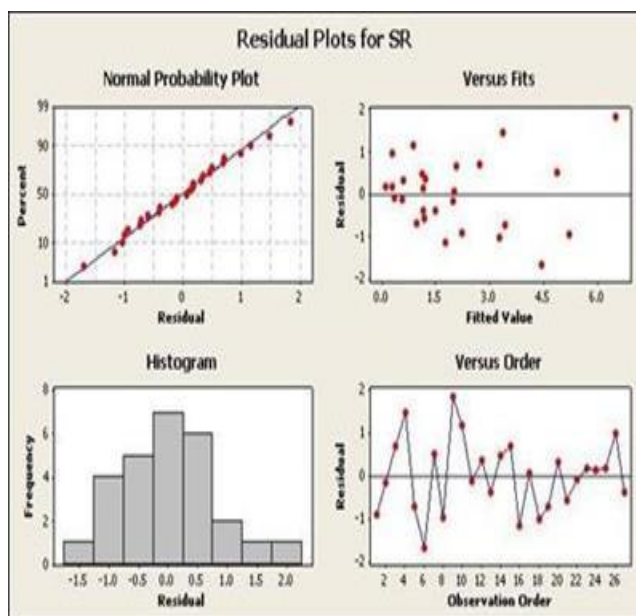 Residual Plots for SR
Normal Probability Plot
Versus Fits
99
90
50
10
1
Percent
-2 -1 0 1 2
Residual
2
1
0
-1
-2
Residual
0.0 1.5 3.0 4.5 6.0
Fitted Value
Histogram
Versus Order
8
6
4
2
0
Frequency
-1.5 -1.0 -0.5 0.0 0.5 1.0 1.5 2.0
Residual
2
1
0
-1
-2
Residual
2 4 6 8 10 12 14 16 18 20 22 24 26
Observation Order